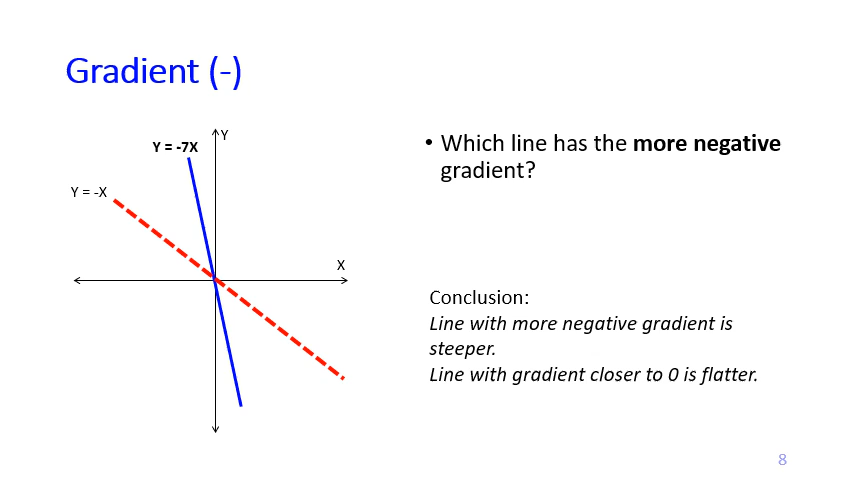 Gradient (-)
Y = -7X
Y
Y = -X
X
• Which line has the more negative
gradient?
Conclusion:
Line with more negative gradient is
steeper.
Line with gradient closer to 0 is flatter.
8